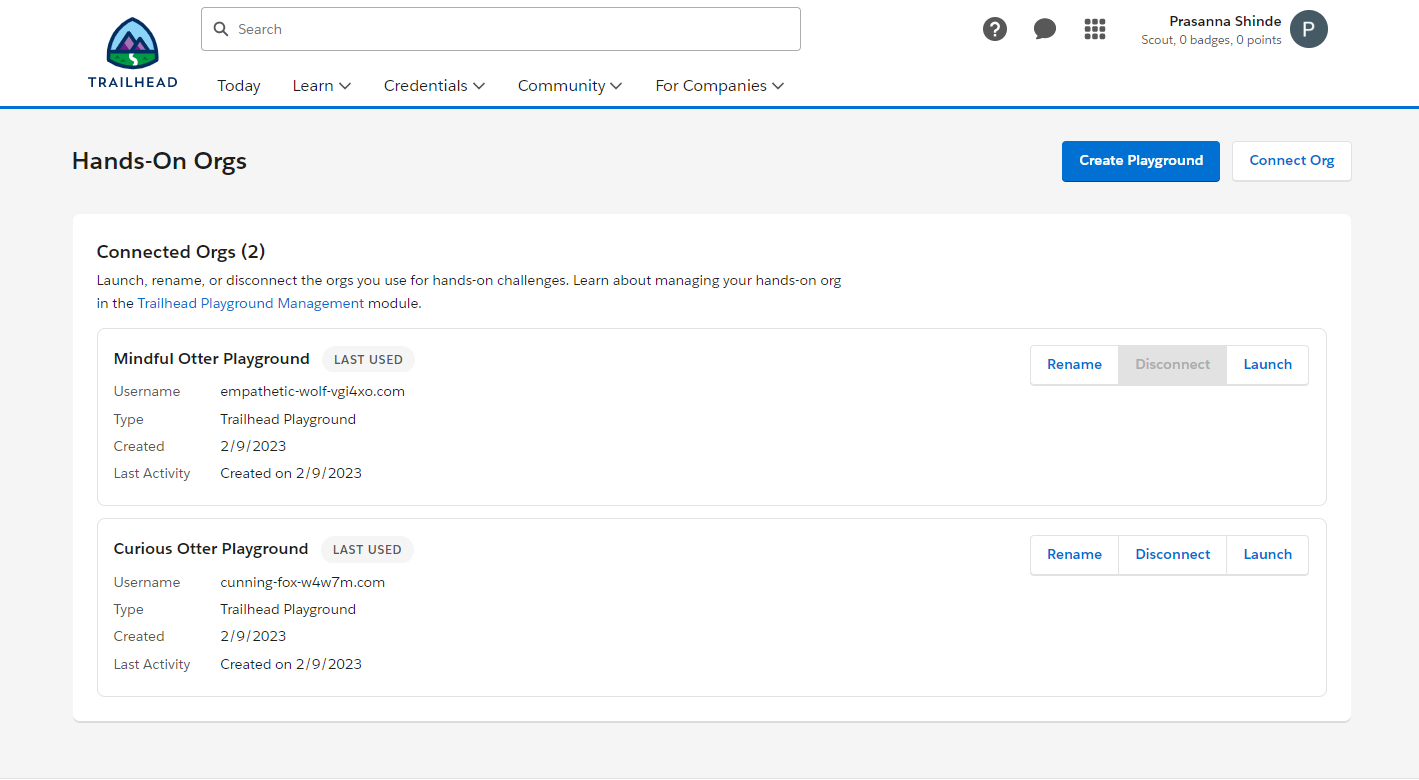 TRAILHEAD
Search
?
Prasanna Shinde
Scout, 0 badges, 0 points
P
Today Learn Credentials Community For Companies
Hands-On Orgs
Create Playground Connect Org
Connected Orgs (2)
Launch, rename, or disconnect the orgs you use for hands-on challenges. Learn about managing your hands-on org
in the Trailhead Playground Management module.
Mindful Otter Playground LAST USED
Rename Disconnect Launch
Username empathetic-wolf-vgi4xo.com
Type Trailhead Playground
Created 2/9/2023
Last Activity Created on 2/9/2023
Curious Otter Playground LAST USED
Rename Disconnect Launch
Username cunning-fox-w4w7m.com
Type Trailhead Playground
Created 2/9/2023
Last Activity Created on 2/9/2023